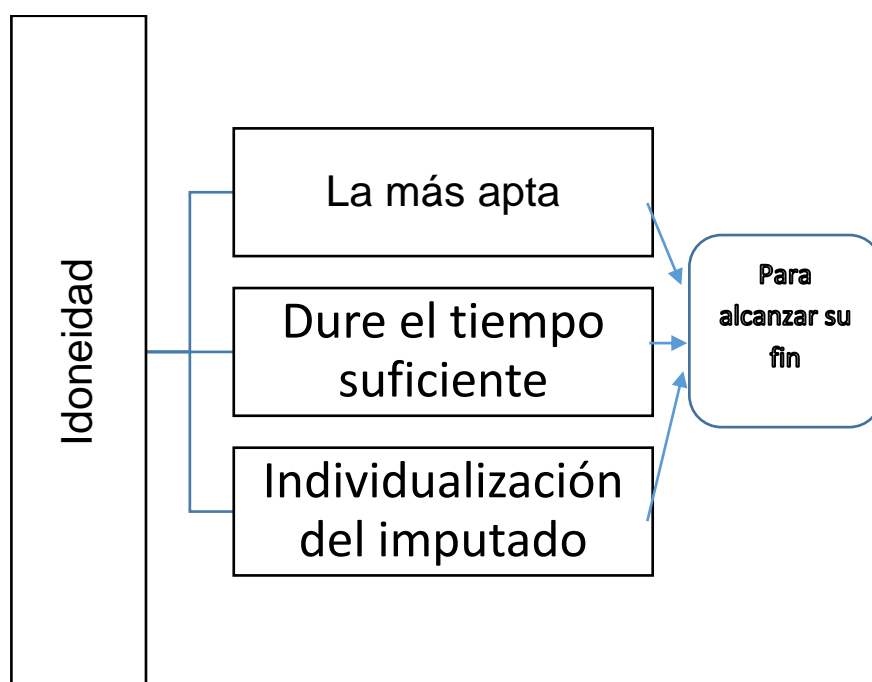 Idoneidad
La más apta
Dure el tiempo
suficiente
Individualización
del imputado
Para
alcanzar su
fin